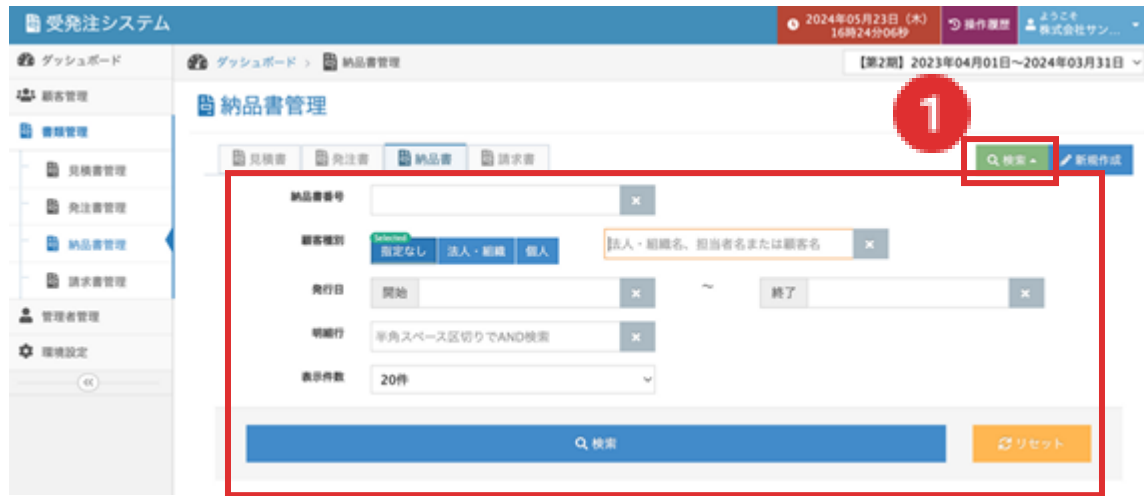 受発注システム
2024年05月23日（木）
16時24分06秒
操作履歴
ようこそ
株式会社サン...
ダッシュボード
ダッシュボード > 納品書管理
【第2期】2023年04月01日~2024年03月31日
顧客管理
書類管理
見積書管理
発注書管理
納品書管理
請求書管理
管理者管理
環境設定
納品書管理
1
見積書 発注書 納品書 請求書
検索 新規作成
納品書番号
顧客種別 Selected 指定なし 法人・組織 個人 法人・組織名、担当者名または顧客名
発行日 開始 ~ 終了
明細行 半角スペース区切りでAND検索
表示件数 20件
検索 リセット